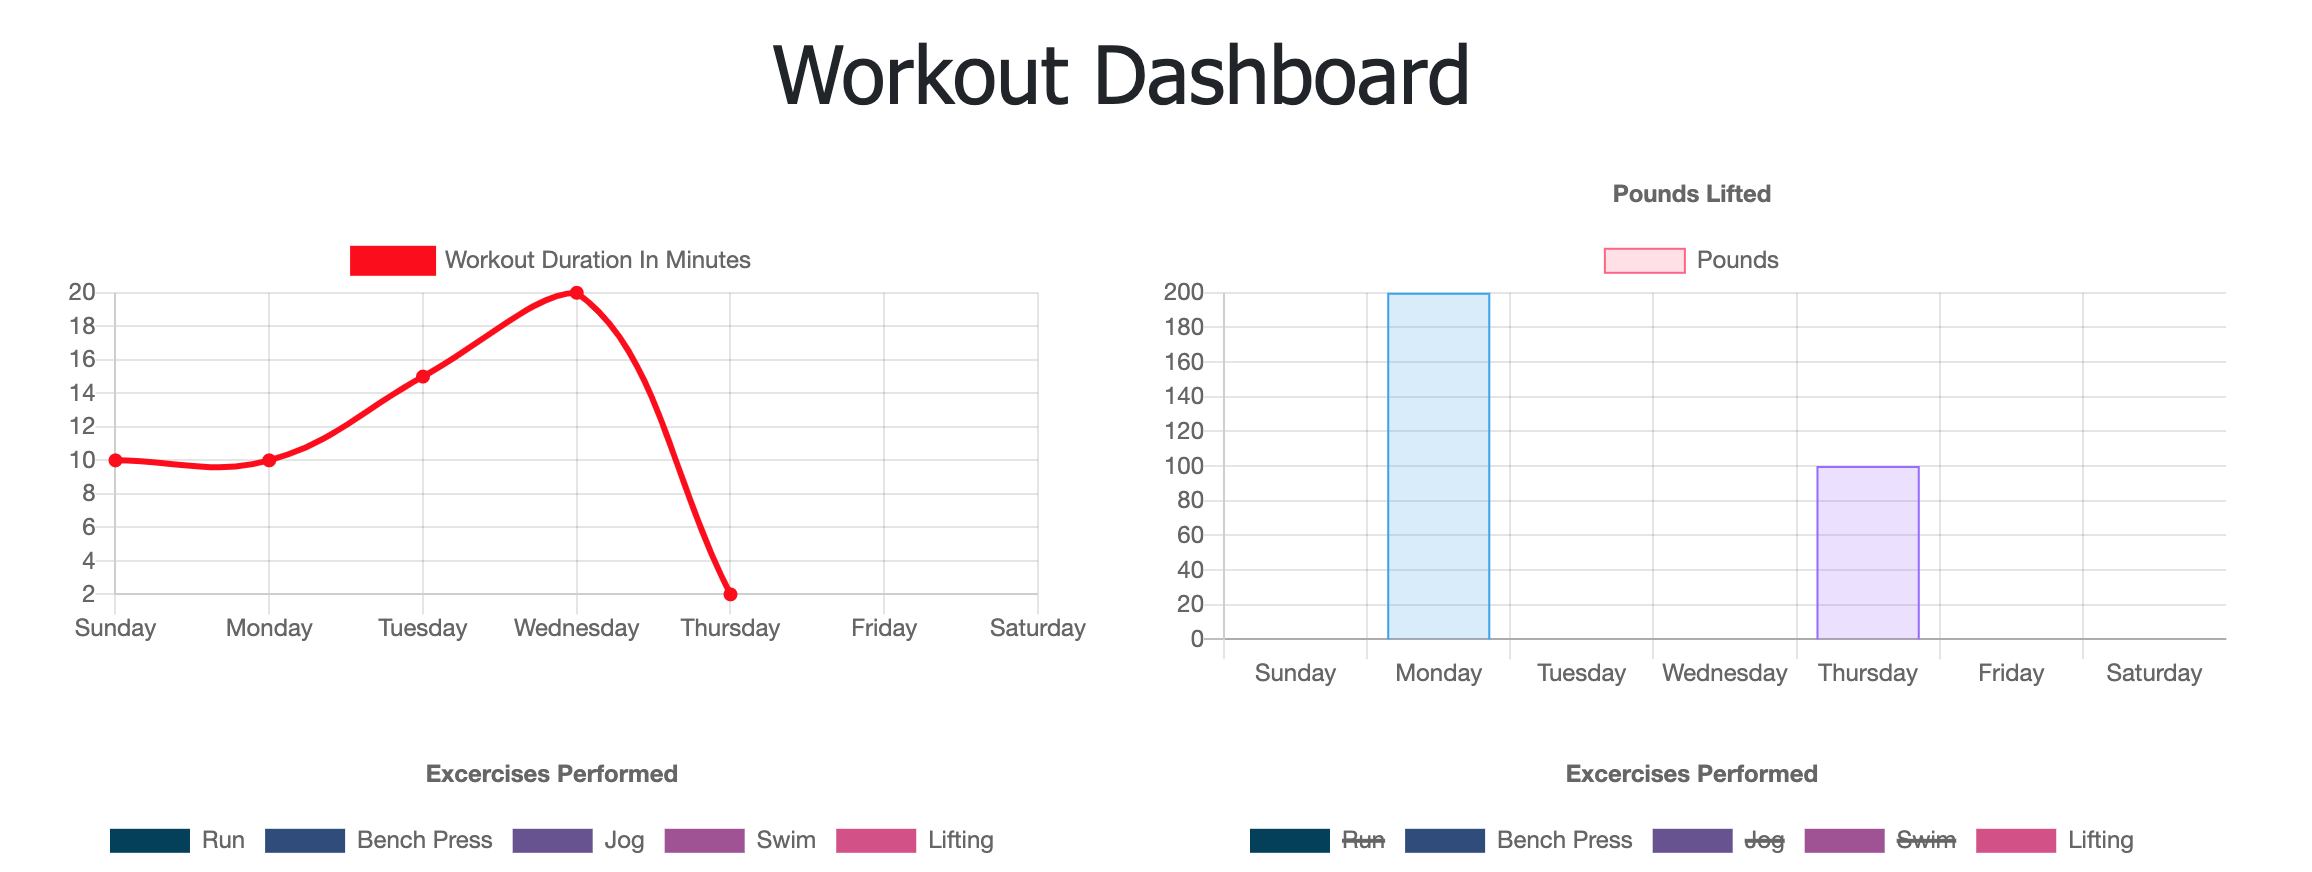 Workout Dashboard
Workout Duration In Minutes
20
18
16
14
12
10
8
6
4
2
Sunday Monday Tuesday Wednesday Thursday Friday Saturday
Pounds Lifted
Pounds
200
180
160
140
120
100
80
60
40
20
0
Sunday Monday Tuesday Wednesday Thursday Friday Saturday
Excercises Performed
Run Bench Press Jog Swim Lifting
Excercises Performed
Run Bench Press Jog Swim Lifting